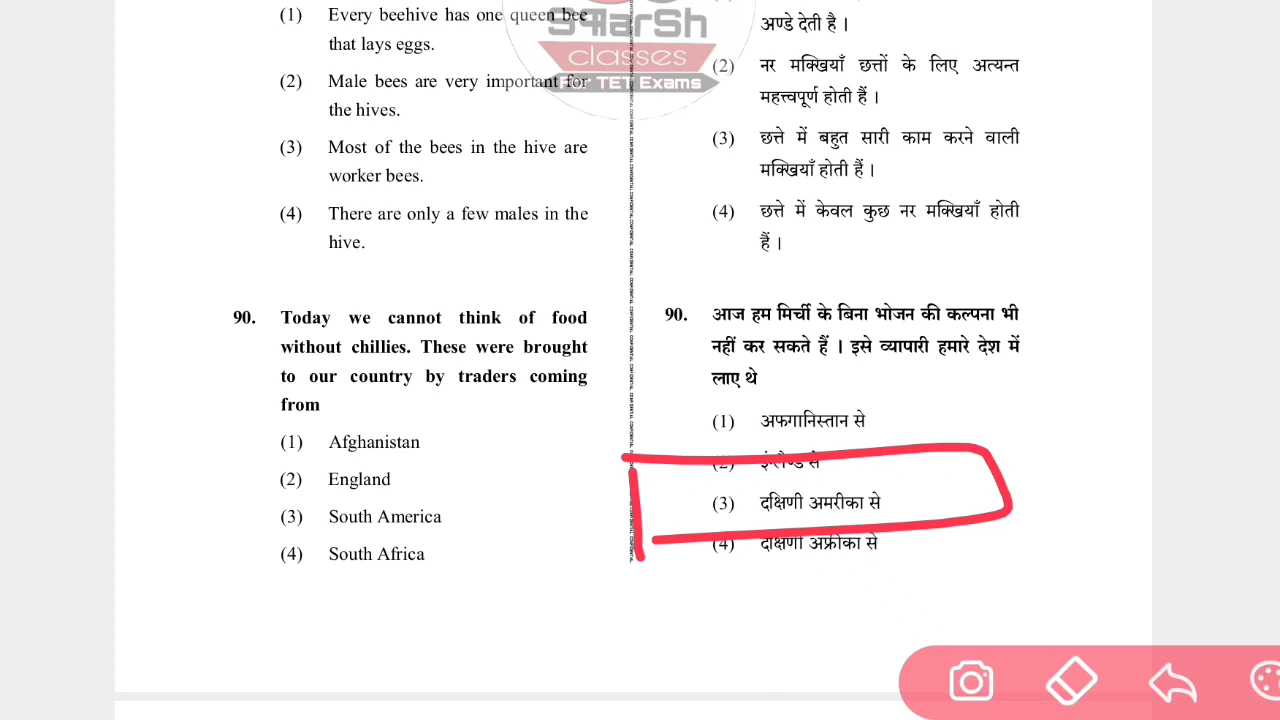 (1) Every beehive has one queen bee
that lays eggs.
(2) Male bees are very important for
the hives.
(3) Most of the bees in the hive are
worker bees.
(4) There are only a few males in the
hive.
90. Today we cannot think of food
without chillies. These were brought
to our country by traders coming
from
(1) Afghanistan
(2) England
(3) South America
(4) South Africa
classes
For TET Exams
अण्डे देती है ।
(2) नर मक्खियाँ छत्तों के लिए अत्यन्त
महत्त्वपूर्ण होती हैं ।
(3) छत्ते में बहुत सारी काम करने वाली
मक्खियाँ होती हैं ।
(4) छत्ते में केवल कुछ नर मक्खियाँ होती
हैं ।
90. आज हम मिर्ची के बिना भोजन की कल्पना भी
नहीं कर सकते हैं । इसे व्यापारी हमारे देश में
लाए थे
(1) अफगानिस्तान से
(2) इंग्लैण्ड से
(3) दक्षिणी अमरीका से
(4) दक्षिणी अफ्रीका से